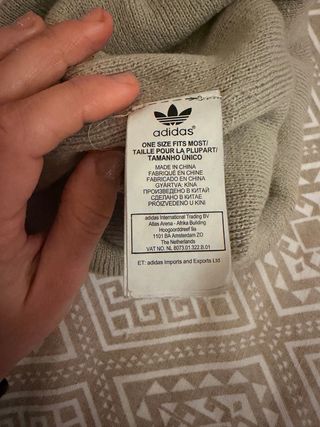 adidas
ONE SIZE FITS MOST/
TAILLE POUR LA PLUPART/
TAMANHO ÚNICO
MADE IN CHINA
FABRIQUÉ EN CHINE
FABRICADO EN CHINA
GYÁRTVA: KÍNA
ПРОИЗВЕДЕНО В КИТАЙ
СДЕЛАНО В КИТАЕ
PROIZVEDENO U KINI
adidas International Trading BV
Atlas Arena - Afrika Building
Hoogoorddreef 9a
1101 BA Amsterdam ZO
The Netherlands
VAT NO. NL 8073.01.322.B.01
ET: adidas Imports and Exports Ltd